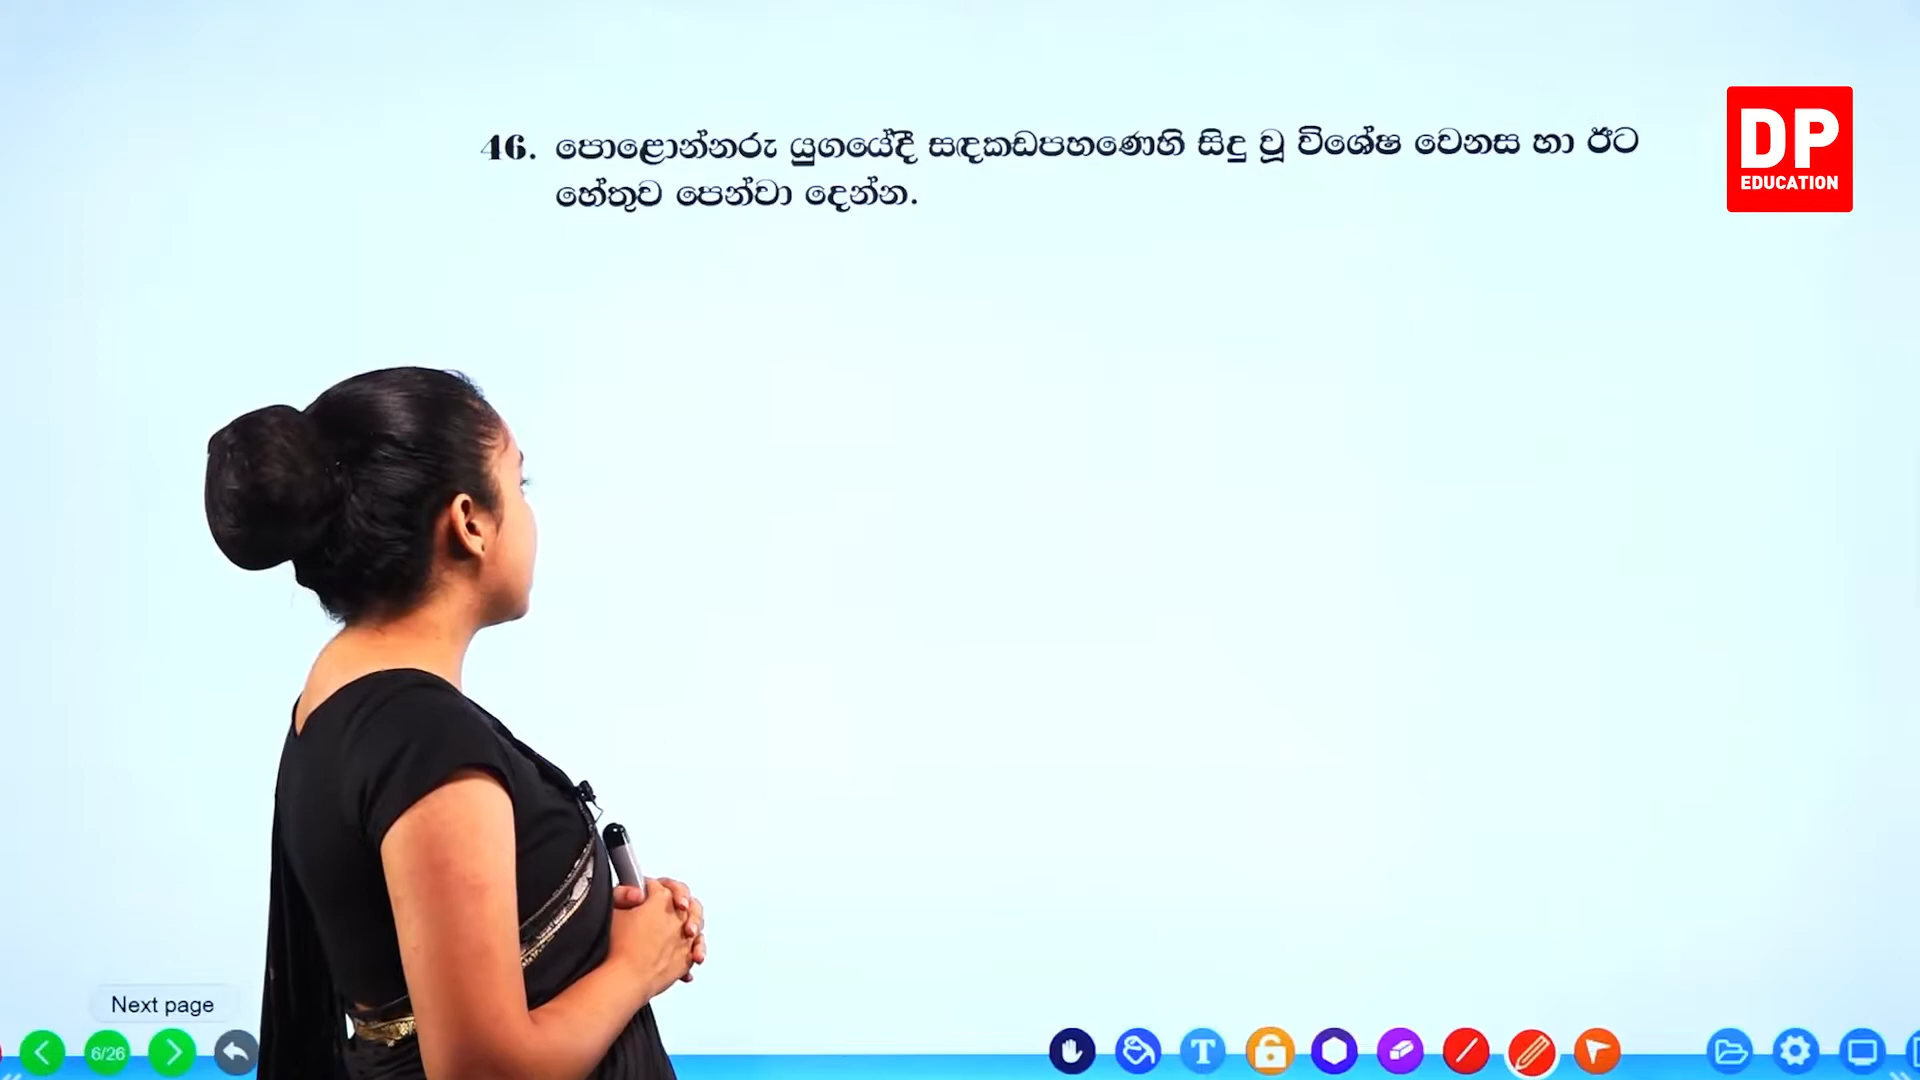 46. පොළොන්නරු යුගයේදී සඳකඩපහණෙහි සිදු වූ විශේෂ වෙනස හා ඊට
හේතුව පෙන්වා දෙන්න.
DP
EDUCATION
Next page
6/26
T